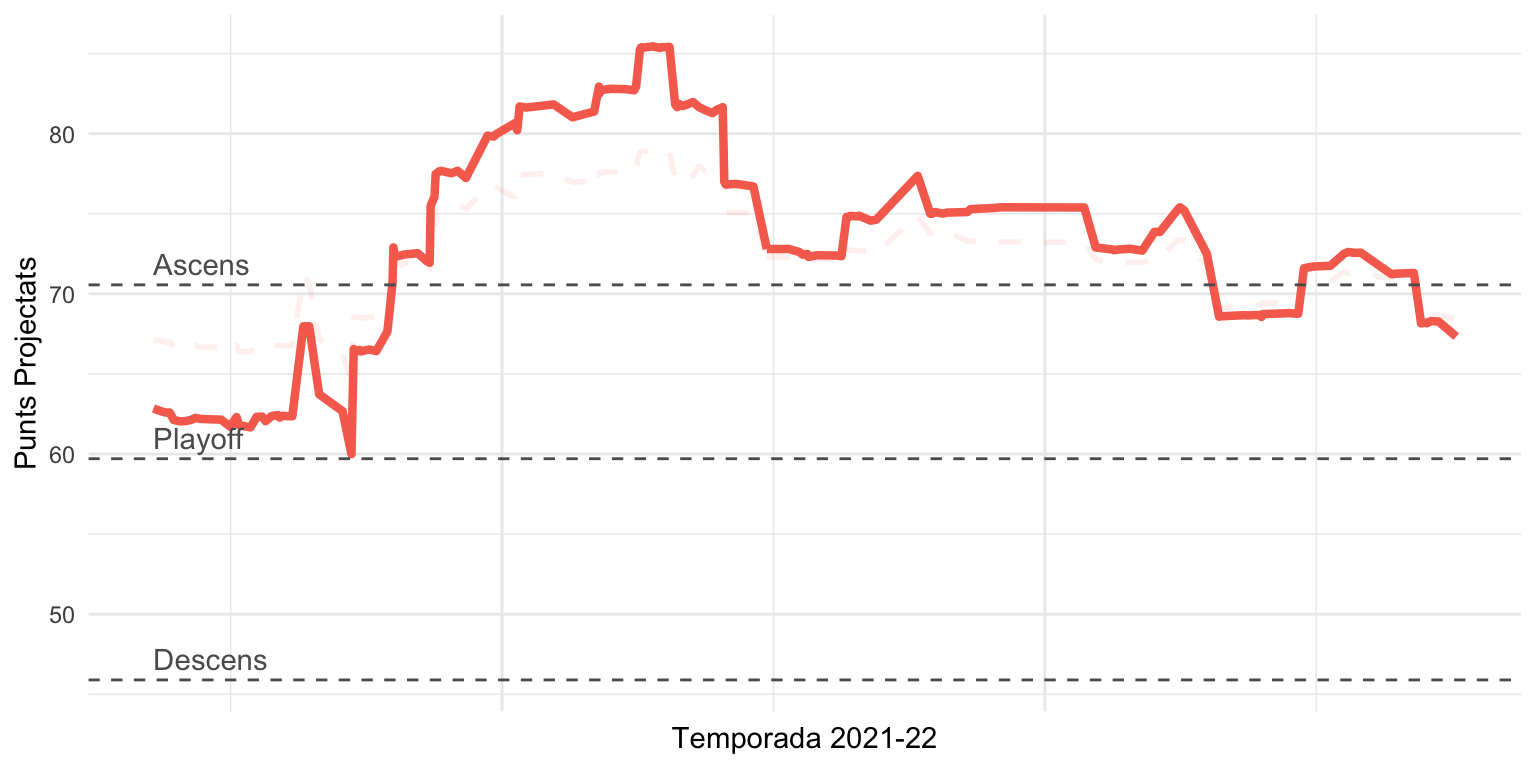 80
70
60
50
Punts Projectats
Ascens
Playoff
Descens
Temporada 2021-22